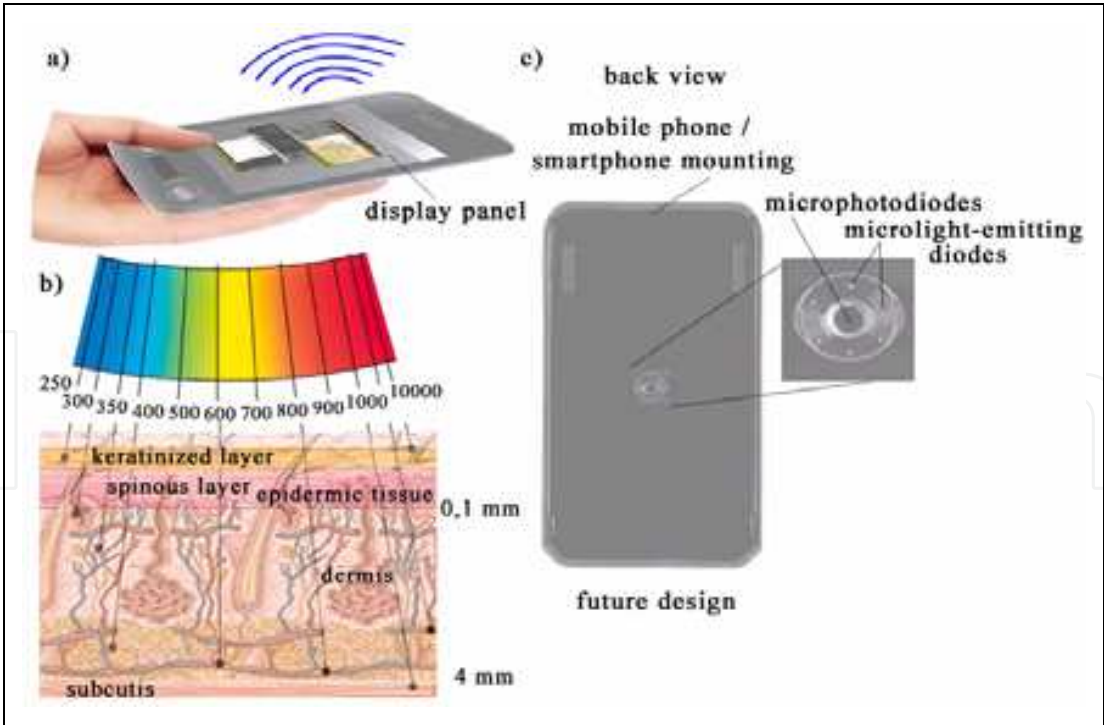 a)
display panel
b)
250
300
350
400
500
600
700
800
900
1000
10000
keratinized layer
spinous layer
epidermic tissue
0,1 mm
dermis
4 mm
subcutis
c)
back view
mobile phone /
smartphone mounting
microphotodiodes
microlight-emitting
diodes
future design